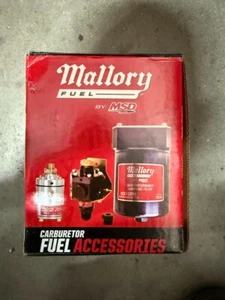 Mallory
FUEL
BY MSD
Mallory
CARBURETOR
FUEL ACCESSORIES